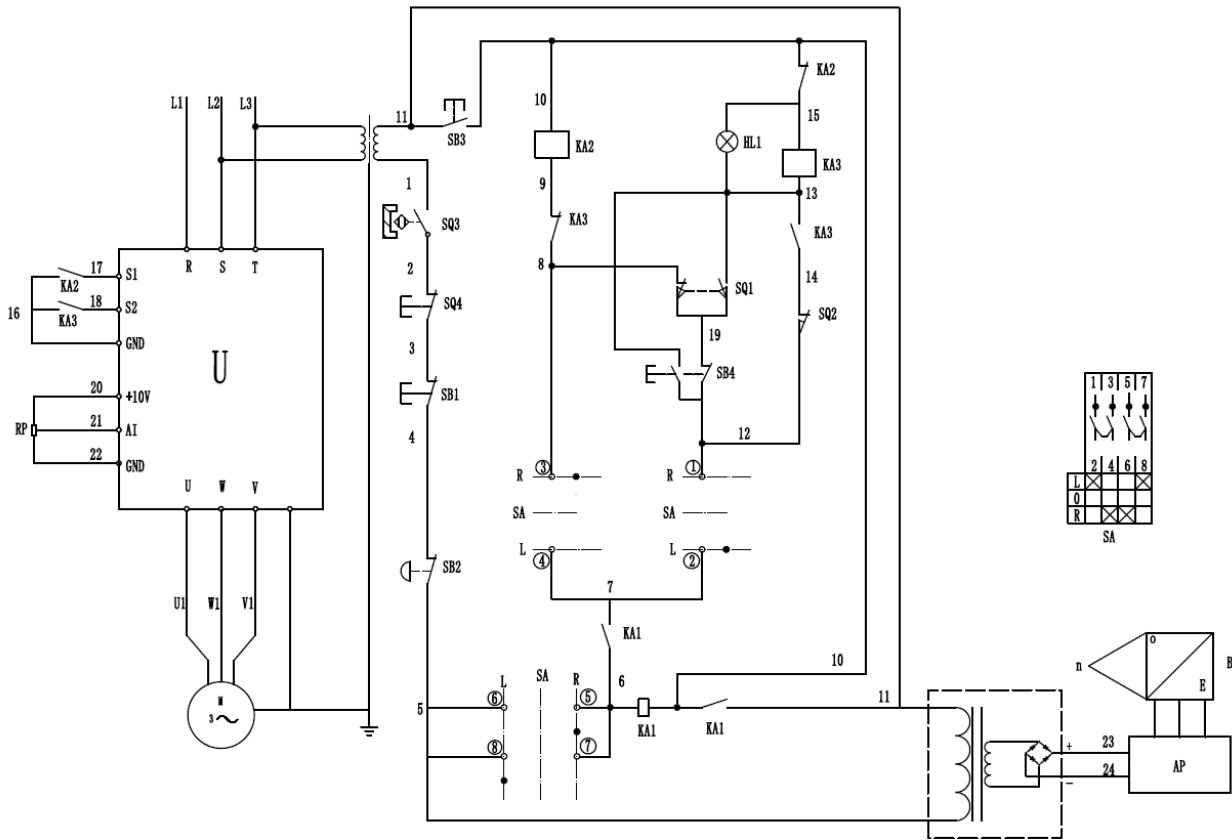 L1 L2 L3 11 SB3
10 KA2 9 KA3 8
KA2 15 HL1 KA3 13 KA3 14 SQ2
1 SQ3 2 SQ4 3 SB1 4 SB2 5
SQ1 19 SB4 12
R S T
17 S1
KA2
18 S2
16 KA3
GND
U
20 +10V
RP 21 AI
22 GND
U W V
U1 W1 V1
M
3
R ③ R ①
SA SA
L ④ L ②
7
KA1
L SA R 6 10
⑥ ⑤ KA1 KA1 11
⑧ ⑦
1 3 5 7
2 4 6 8
L
0
R
SA
n O E B
+ 23
24 AP
−